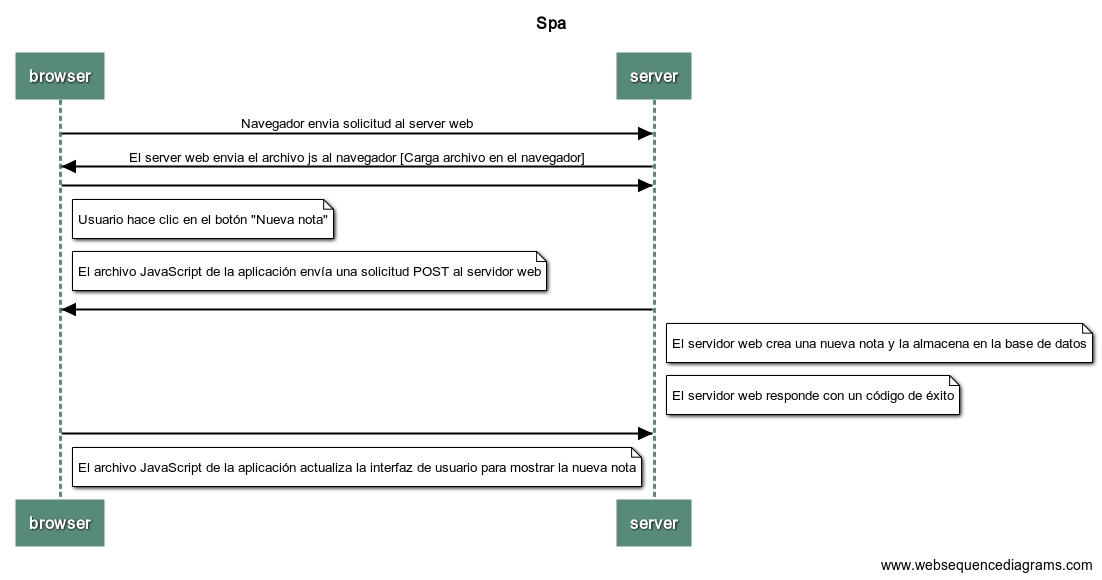 Spa
browser
server
Navegador envia solicitud al server web
El server web envia el archivo js al navegador [Carga archivo en el navegador]
Usuario hace clic en el botón "Nueva nota"
El archivo JavaScript de la aplicación envía una solicitud POST al servidor web
El servidor web crea una nueva nota y la almacena en la base de datos
El servidor web responde con un código de éxito
El archivo JavaScript de la aplicación actualiza la interfaz de usuario para mostrar la nueva nota
browser
server
www.websequencediagrams.com